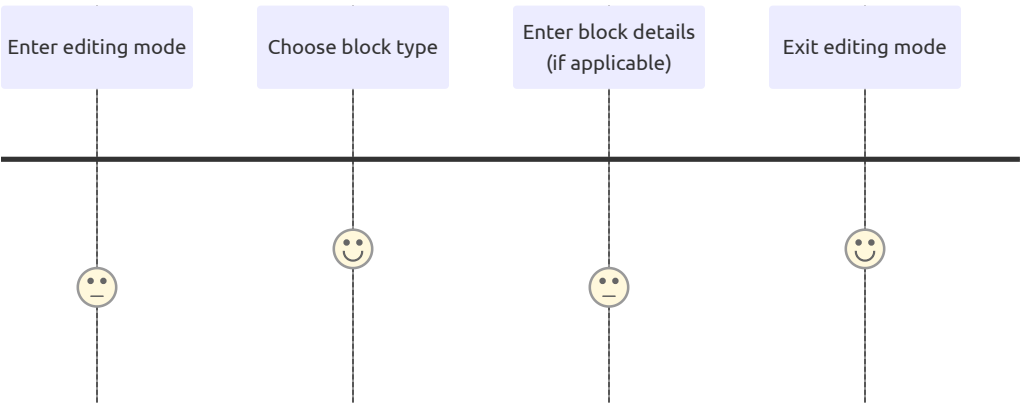 Enter editing mode
Choose block type
Enter block details
(if applicable)
Exit editing mode